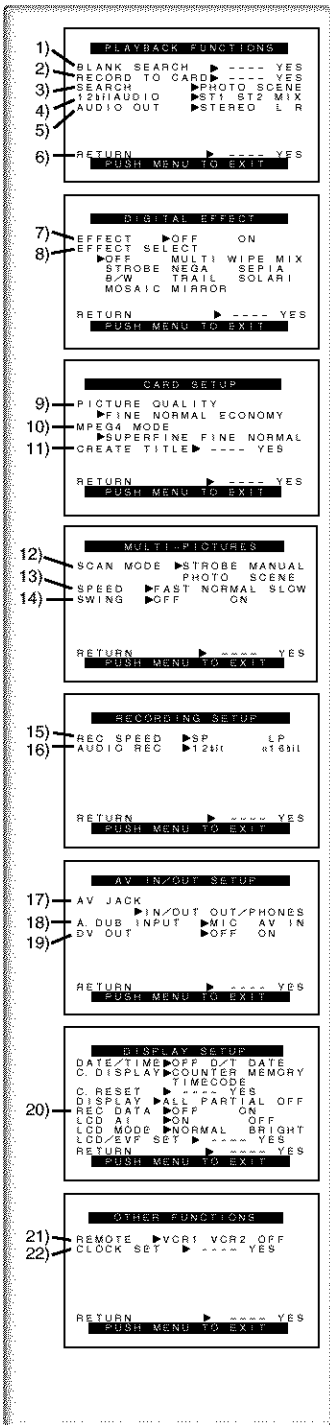 PLAYBACK FUNCTIONS
1) BLANK SEARCH ▶ ---- YES
2) RECORD TO CARD ▶ ---- YES
3) SEARCH ▶PHOTO SCENE
4) 12bitAUDIO ▶ST1 ST2 MIX
5) AUDIO OUT ▶STEREO L R
6) RETURN ▶ ---- YES
PUSH MENU TO EXIT
DIGITAL EFFECT
7) EFFECT ▶OFF ON
8) EFFECT SELECT
▶OFF MULTI WIPE MIX
STROBE NEGA SEPIA
B/W TRAIL SOLARI
MOSAIC MIRROR
RETURN ▶ ---- YES
PUSH MENU TO EXIT
CARD SETUP
9) PICTURE QUALITY
▶FINE NORMAL ECONOMY
10) MPEG4 MODE
▶SUPERFINE FINE NORMAL
11) CREATE TITLE ▶ ---- YES
RETURN ▶ ---- YES
PUSH MENU TO EXIT
MULTI-PICTURES
12) SCAN MODE ▶STROBE MANUAL
PHOTO SCENE
13) SPEED ▶FAST NORMAL SLOW
14) SWING ▶OFF ON
RETURN ▶ ---- YES
PUSH MENU TO EXIT
RECORDING SETUP
15) REC SPEED ▶SP LP
16) AUDIO REC ▶12bit 16bit
RETURN ▶ ---- YES
PUSH MENU TO EXIT
AV IN/OUT SETUP
17) AV JACK
▶IN/OUT OUT/PHONES
18) A. DUB INPUT ▶MIC AV IN
19) DV OUT ▶OFF ON
RETURN ▶ ---- YES
PUSH MENU TO EXIT
DISPLAY SETUP
DATE/TIME ▶OFF D/T DATE
C. DISPLAY ▶COUNTER MEMORY
TIMECODE
C. RESET ▶ ---- YES
DISPLAY ▶ALL PARTIAL OFF
20) REC DATA ▶OFF ON
LCD AI ▶ON OFF
LCD MODE ▶NORMAL BRIGHT
LCD/EVF SET ▶ ---- YES
RETURN ▶ ---- YES
PUSH MENU TO EXIT
OTHER FUNCTIONS
21) REMOTE ▶VCR1 VCR2 OFF
22) CLOCK SET ▶ ---- YES
RETURN ▶ ---- YES
PUSH MENU TO EXIT